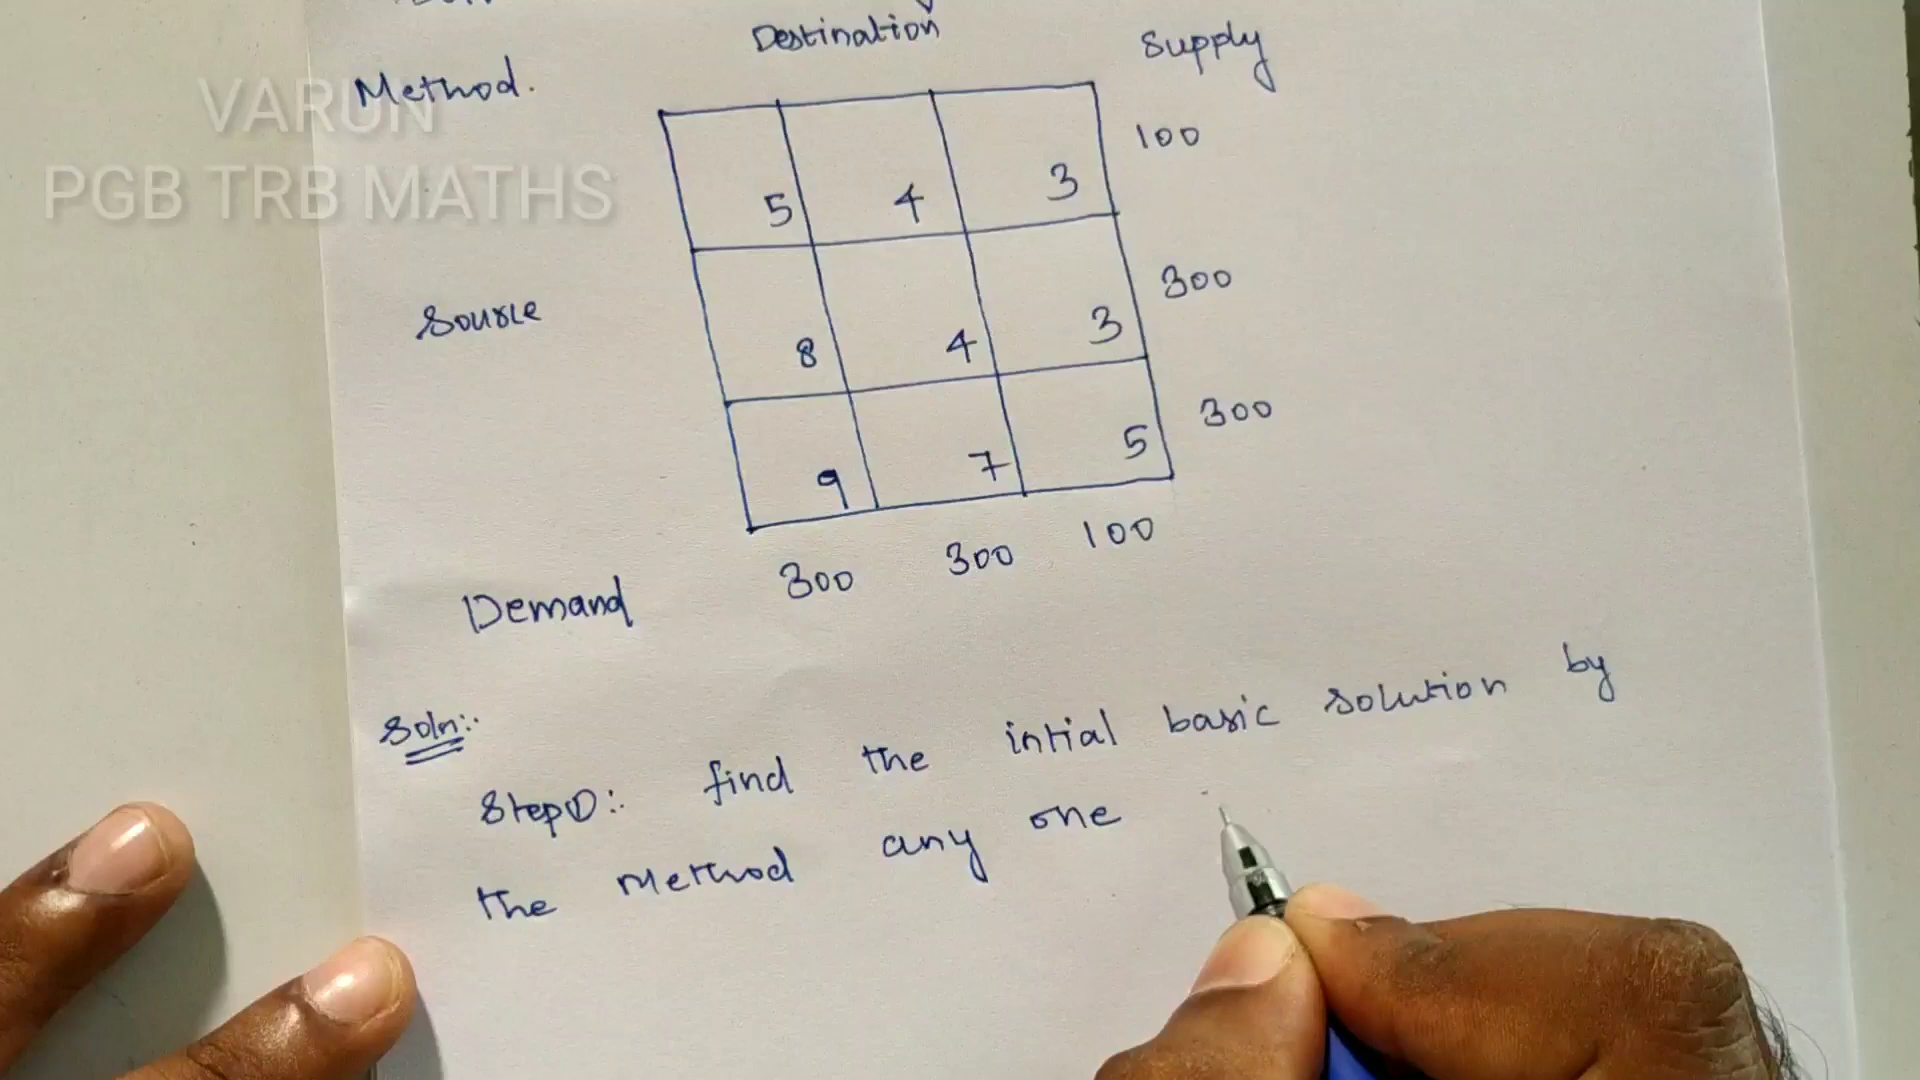 Destination
Supply
Method.
VARUN
PGB TRB MATHS
5 4 3 100
Source
8 4 3 300
9 7 5 300
Demand 300 300 100
Soln:
Step①: find the intial basic solution by
the method any one